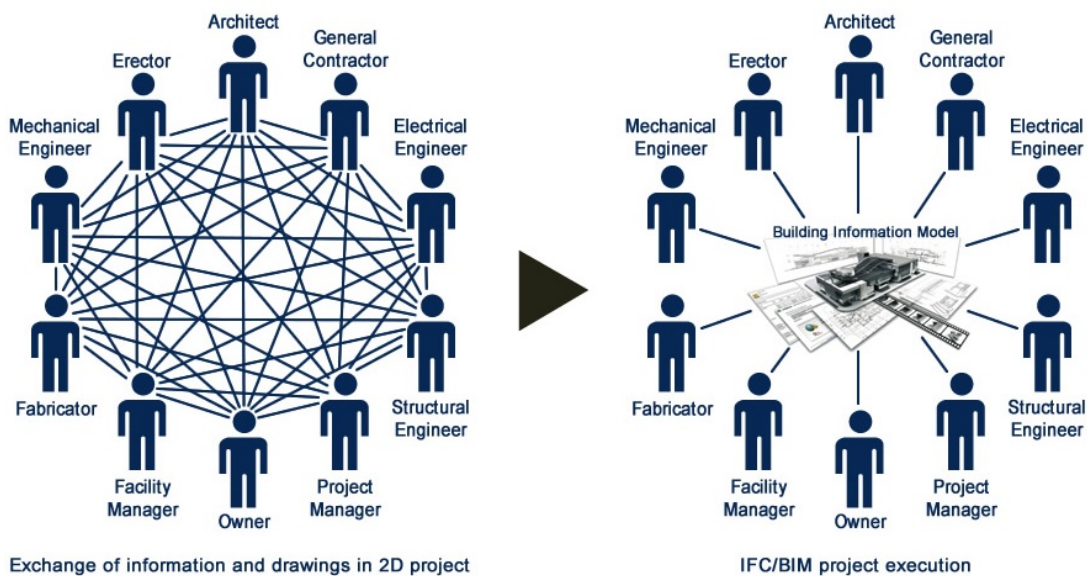 Architect
General
Contractor
Erector
Mechanical
Engineer
Electrical
Engineer
Fabricator
Structural
Engineer
Facility
Manager
Owner
Project
Manager
Exchange of information and drawings in 2D project
Architect
General
Contractor
Erector
Mechanical
Engineer
Electrical
Engineer
Building Information Model
Fabricator
Structural
Engineer
Facility
Manager
Owner
Project
Manager
IFC/BIM project execution